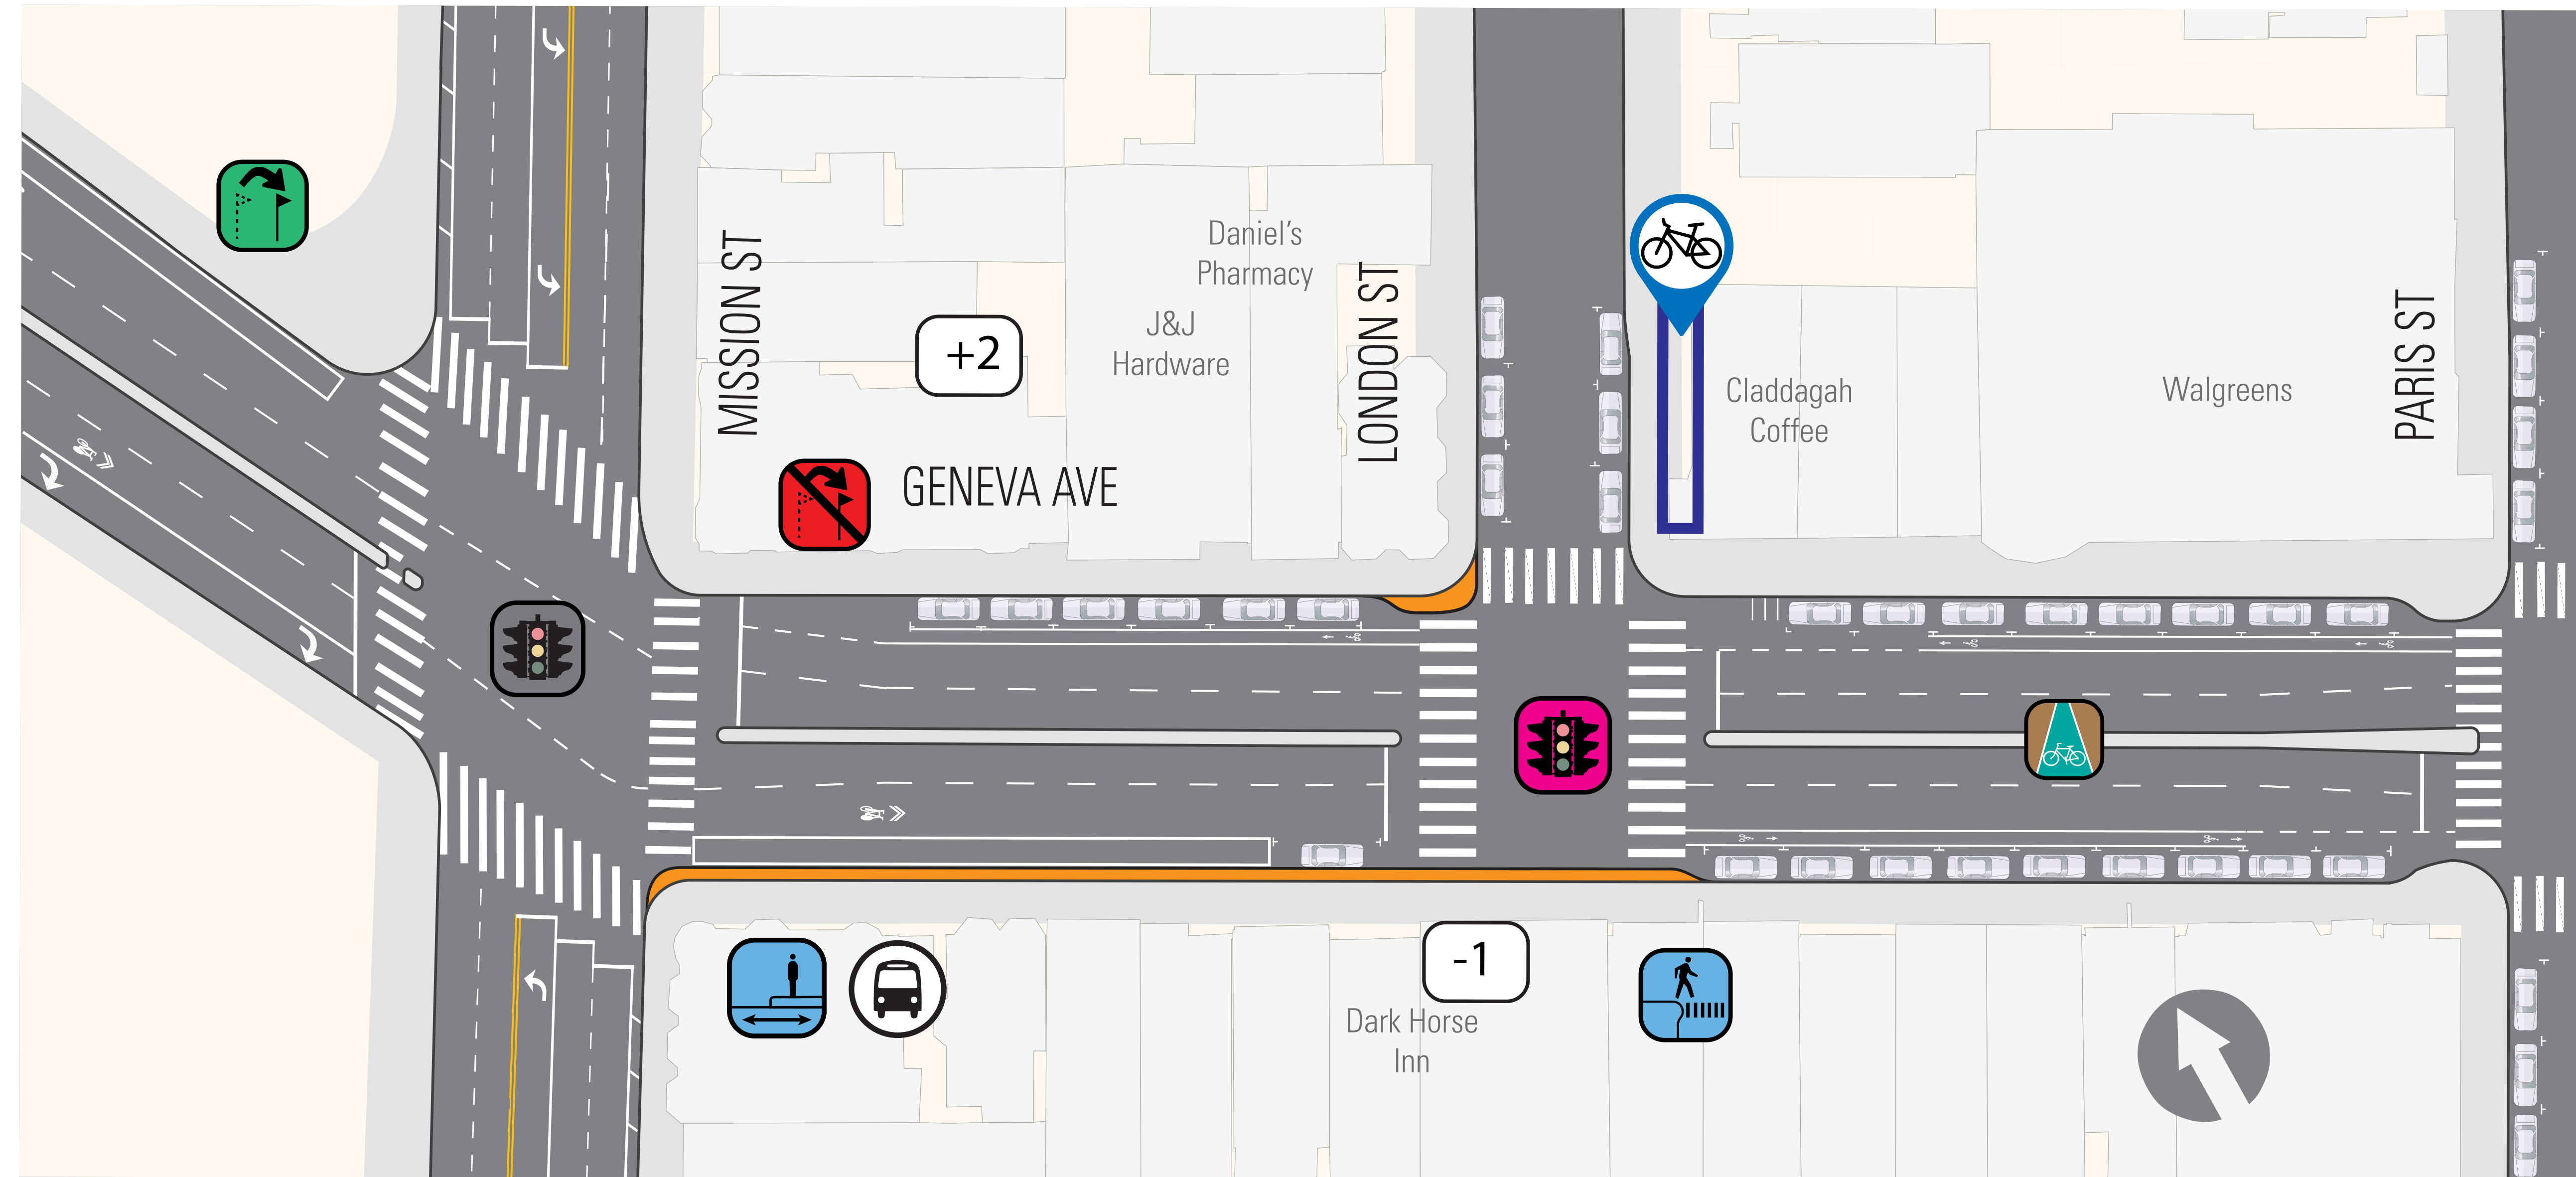 MISSION ST
Daniel's
Pharmacy
J&J
Hardware
LONDON ST
+2
GENEVA AVE
Claddagah
Coffee
Walgreens
PARIS ST
-1
Dark Horse
Inn